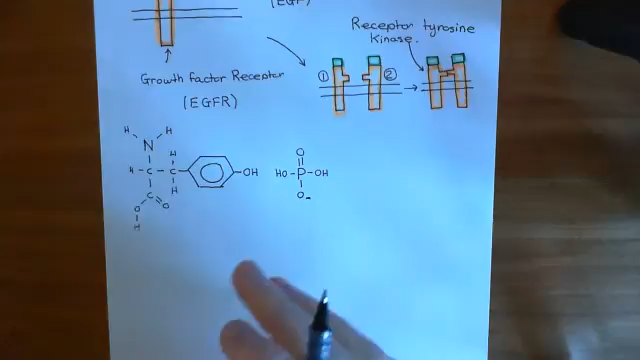 (EGF)
Receptor tyrosine
Kinase.
Growth Factor Receptor
(EGFR)
① ②
H H
N
H
H-C-C- -OH
H
C
O O
H
O
HO-P-OH
O-